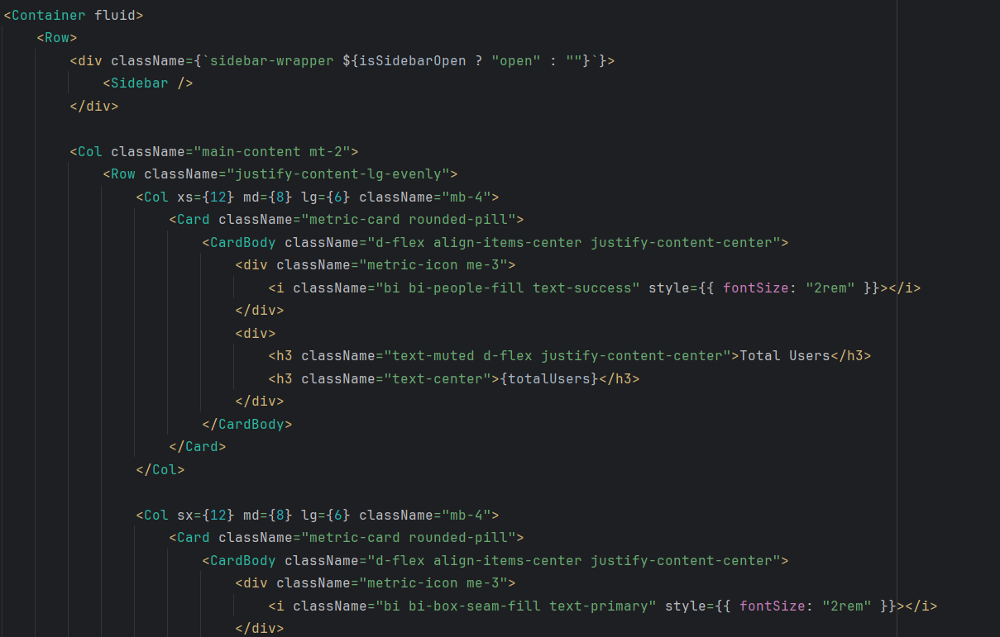 <Container fluid>
<Row>
<div className={`sidebar-wrapper ${isSidebarOpen ? "open" : ""}`}>
<Sidebar />
</div>
<Col className="main-content mt-2">
<Row className="justify-content-lg-evenly">
<Col xs={12} md={8} lg={6} className="mb-4">
<Card className="metric-card rounded-pill">
<CardBody className="d-flex align-items-center justify-content-center">
<div className="metric-icon me-3">
<i className="bi bi-people-fill text-success" style={{ fontSize: "2rem" }}></i>
</div>
<div>
<h3 className="text-muted d-flex justify-content-center">Total Users</h3>
<h3 className="text-center">{totalUsers}</h3>
</div>
</CardBody>
</Card>
</Col>
<Col sx={12} md={8} lg={6} className="mb-4">
<Card className="metric-card rounded-pill">
<CardBody className="d-flex align-items-center justify-content-center">
<div className="metric-icon me-3">
<i className="bi bi-box-seam-fill text-primary" style={{ fontSize: "2rem" }}></i>
</div>